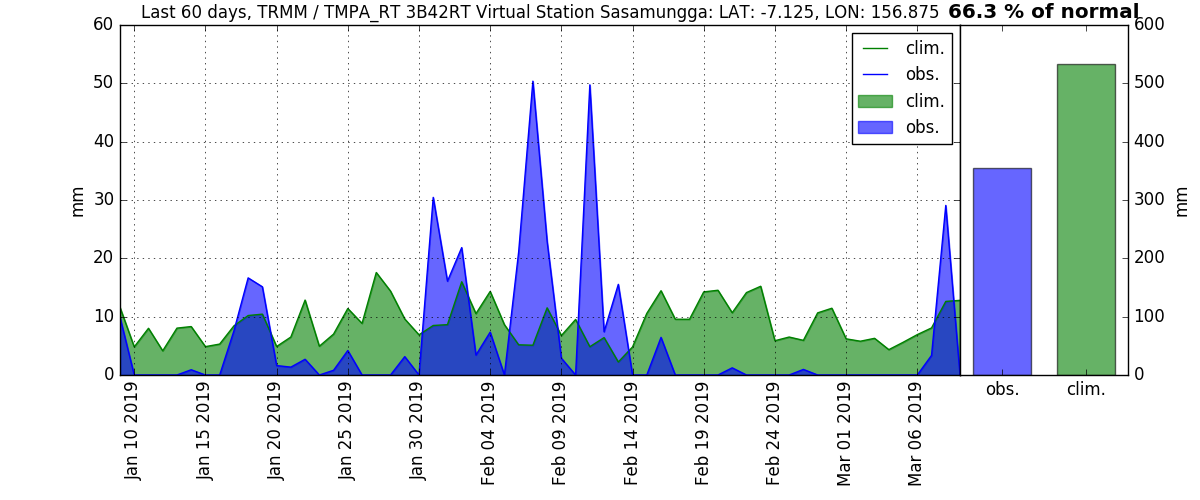 Last 60 days, TRMM / TMPA_RT 3B42RT Virtual Station Sasamungga: LAT: -7.125, LON: 156.875 66.3 % of normal
60
50
40
30
20
10
0
mm
clim.
obs.
clim.
obs.
600
500
400
300
200
100
0
mm
obs. clim.
Jan 10 2019
Jan 15 2019
Jan 20 2019
Jan 25 2019
Jan 30 2019
Feb 04 2019
Feb 09 2019
Feb 14 2019
Feb 19 2019
Feb 24 2019
Mar 01 2019
Mar 06 2019